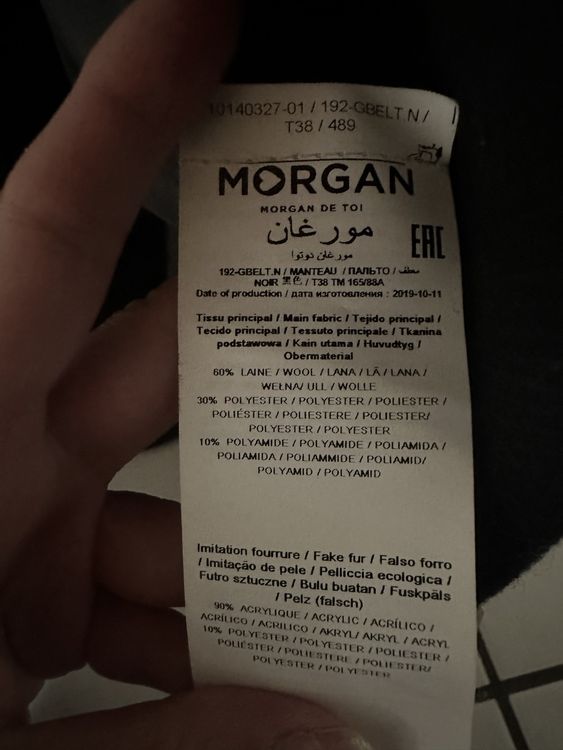 10140327-01 / 192-GBELT.N /
T38 / 489
MORGAN
MORGAN DE TOI
مورغان
مورغان دوتوا
EAC
192-GBELT.N / MANTEAU / ПАЛЬТО / معطف
NOIR 黑色 / T38 TM 165/88A
Date of production / дата изготовления : 2019-10-11
Tissu principal / Main fabric / Tejido principal /
Tecido principal / Tessuto principale / Tkanina
podstawowa / Kain utama / Huvudtyg /
Obermaterial
60% LAINE / WOOL / LANA / LÃ / LANA /
WEŁNA/ ULL / WOLLE
30% POLYESTER / POLYESTER / POLIESTER /
POLIÉSTER / POLIESTERE / POLIESTER/
POLYESTER / POLYESTER
10% POLYAMIDE / POLYAMIDE / POLIAMIDA /
POLIAMIDA / POLIAMMIDE / POLIAMID/
POLYAMID / POLYAMID
Imitation fourrure / Fake fur / Falso forro
/ Imitação de pele / Pelliccia ecologica /
Futro sztuczne / Bulu buatan / Fuskpäls
/ Pelz (falsch)
90% ACRYLIQUE / ACRYLIC / ACRÍLICO /
ACRÍLICO / ACRILICO / AKRYL/ AKRYL / ACRYL
10% POLYESTER / POLYESTER / POLIESTER /
POLIÉSTER / POLIESTERE / POLIESTER/
POLYESTER / POLYESTER